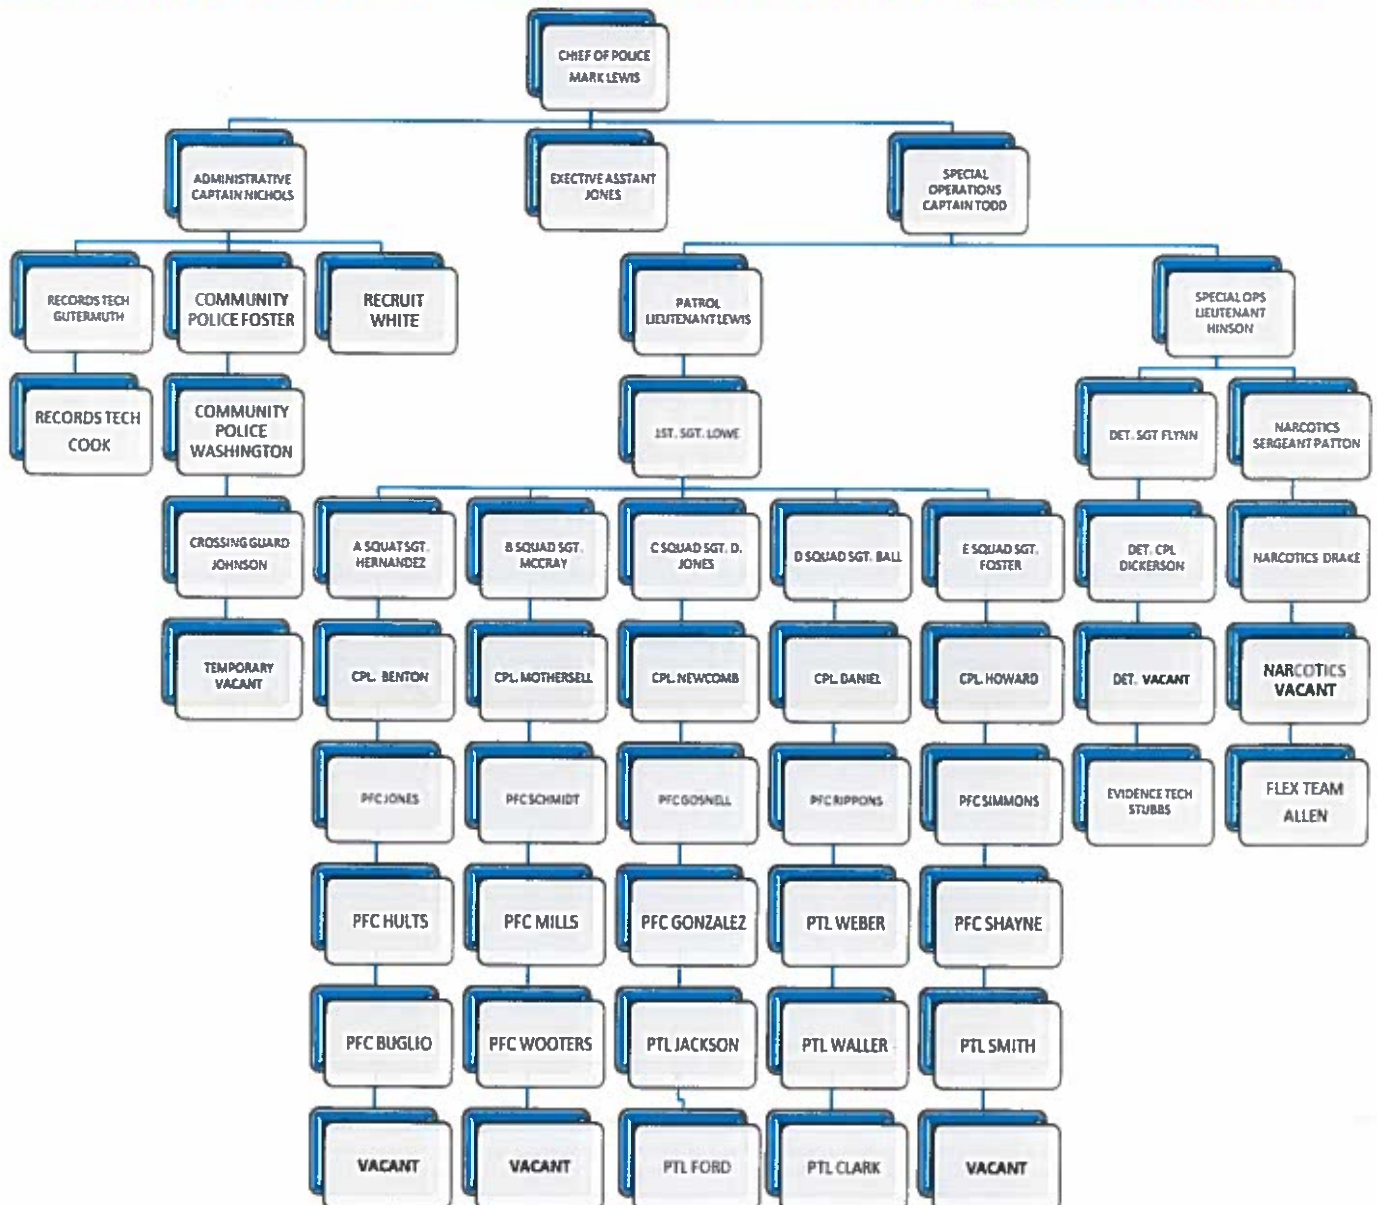 CHIEF OF POLICE
MARK LEWIS
ADMINISTRATIVE
CAPTAIN NICHOLS
EXECTIVE ASSTANT
JONES
SPECIAL
OPERATIONS
CAPTAIN TODD
RECORDS TECH
GUTERMUTH
COMMUNITY
POLICE FOSTER
RECRUIT
WHITE
PATROL
LIEUTENANT LEWIS
SPECIAL OPS
LIEUTENANT
HINSON
RECORDS TECH
COOK
COMMUNITY
POLICE
WASHINGTON
1ST. SGT. LOWE
DET. SGT FLYNN
NARCOTICS
SERGEANT PATTON
CROSSING GUARD
JOHNSON
A SQUAT SGT.
HERNANDEZ
B SQUAD SGT.
MCCRAY
C SQUAD SGT. D.
JONES
D SQUAD SGT. BALL
E SQUAD SGT.
FOSTER
DET. CPL
DICKERSON
NARCOTICS DRAKE
TEMPORARY
VACANT
CPL. BENTON
CPL. MOTHERSELL
CPL. NEWCOMB
CPL. DANIEL
CPL. HOWARD
DET. VACANT
NARCOTICS
VACANT
PFC JONES
PFC SCHMIDT
PFC GOSNELL
PFC RIPPONS
PFC SIMMONS
EVIDENCE TECH
STUBBS
FLEX TEAM
ALLEN
PFC HULTS
PFC MILLS
PFC GONZALEZ
PTL WEBER
PFC SHAYNE
PFC BUGLIO
PFC WOOTERS
PTL JACKSON
PTL WALLER
PTL SMITH
VACANT
VACANT
PTL FORD
PTL CLARK
VACANT